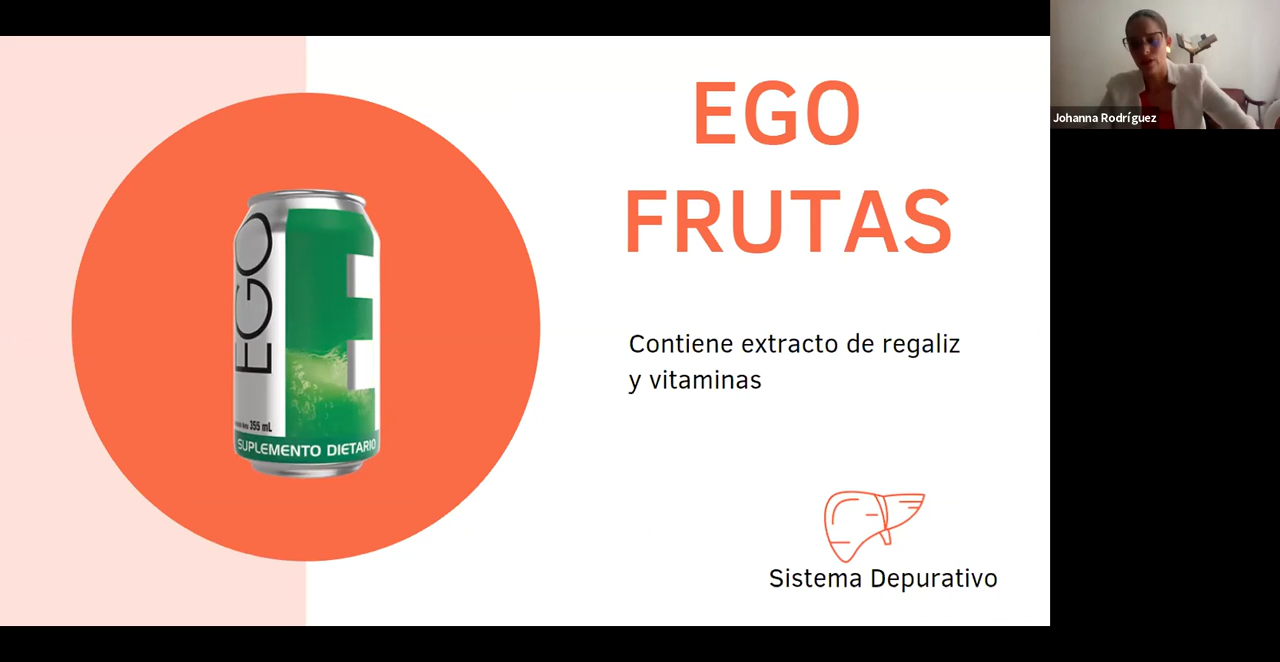 EGO
FRUTAS
Contiene extracto de regaliz
y vitaminas
Sistema Depurativo
EGO
355 mL
SUPLEMENTO DIETARIO
Johanna Rodríguez